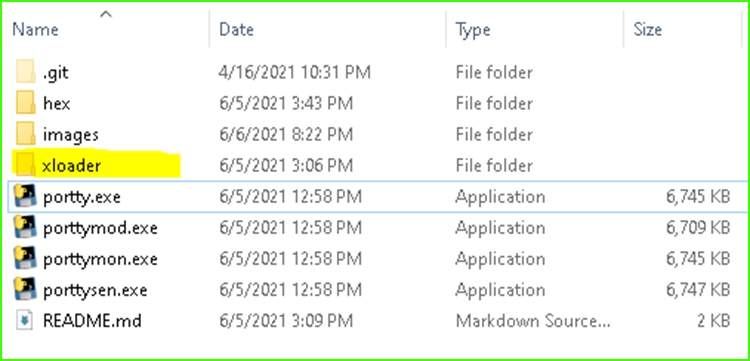 Name Date Type Size
.git 4/16/2021 10:31 PM File folder
hex 6/5/2021 3:43 PM File folder
images 6/6/2021 8:22 PM File folder
xloader 6/5/2021 3:06 PM File folder
portty.exe 6/5/2021 12:58 PM Application 6,745 KB
porttymod.exe 6/5/2021 12:58 PM Application 6,709 KB
porttymon.exe 6/5/2021 12:58 PM Application 6,745 KB
porttysen.exe 6/5/2021 12:58 PM Application 6,747 KB
README.md 6/5/2021 3:09 PM Markdown Source... 2 KB